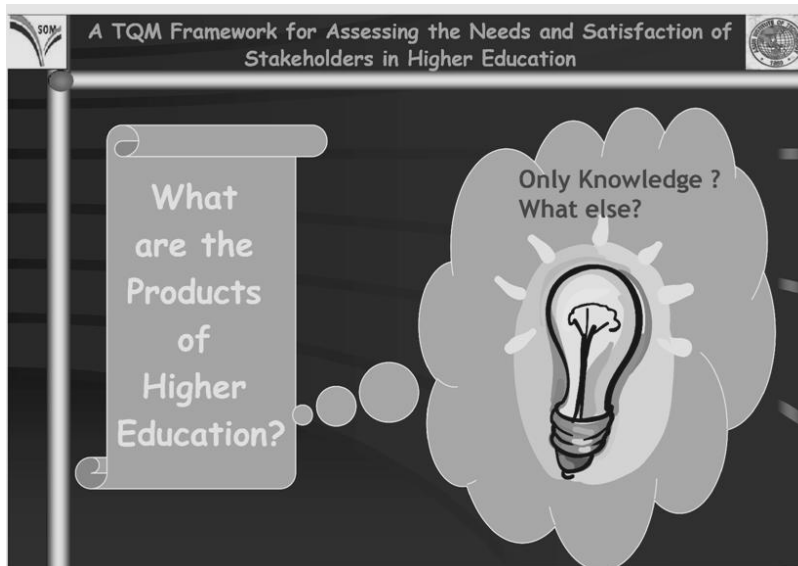 SOM
A TQM Framework for Assessing the Needs and Satisfaction of
Stakeholders in Higher Education
What
are the
Products
of
Higher
Education?
Only Knowledge ?
What else?